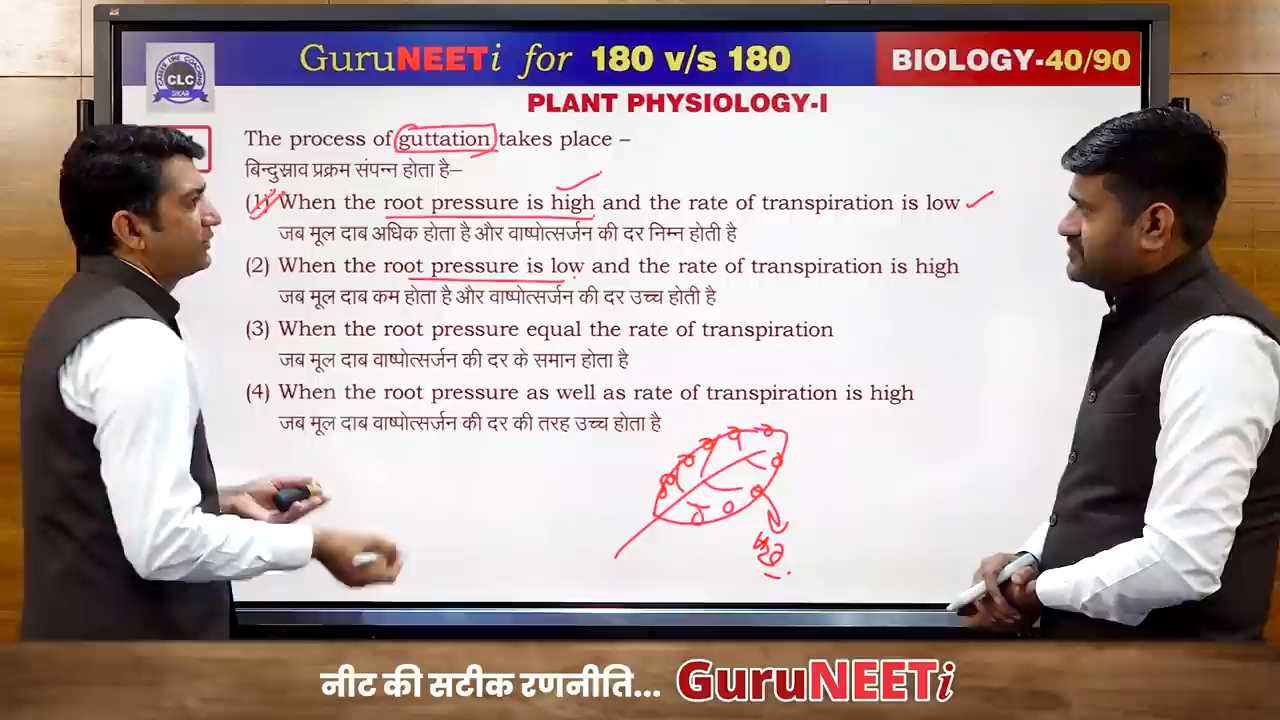 GuruNEETi for 180 v/s 180
BIOLOGY-40/90
CLC
SIKAR
PLANT PHYSIOLOGY-I
The process of guttation takes place –
बिन्दुस्राव प्रक्रम संपन्न होता है–
(1) When the root pressure is high and the rate of transpiration is low
जब मूल दाब अधिक होता है और वाष्पोत्सर्जन की दर निम्न होती है
(2) When the root pressure is low and the rate of transpiration is high
जब मूल दाब कम होता है और वाष्पोत्सर्जन की दर उच्च होती है
(3) When the root pressure equal the rate of transpiration
जब मूल दाब वाष्पोत्सर्जन की दर के समान होता है
(4) When the root pressure as well as rate of transpiration is high
जब मूल दाब वाष्पोत्सर्जन की दर की तरह उच्च होता है
नीट की सटीक रणनीति... GuruNEETi